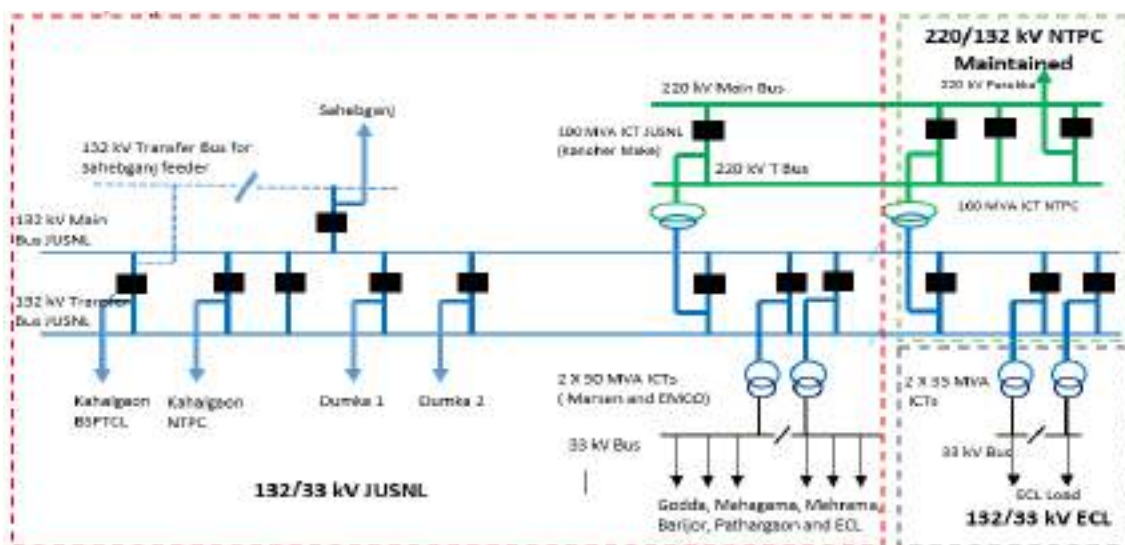 220/132 kV NTPC
Maintained
220 kV Main Bus
220 kV Farakka
Sahebganj
100 MVA ICT JUSNL
(Kanoher Make)
132 kV Transfer Bus for
Sahebganj feeder
220 kV T Bus
100 MVA ICT NTPC
132 kV Main
Bus JUSNL
132 kV Transfer
Bus JUSNL
Kahalgaon
BSPTCL
Kahalgaon
NTPC
Dumka 1
Dumka 2
2 X 50 MVA ICTs
( Marsen and EMCO)
2 X 35 MVA
ICTs
33 kV Bus
33 kV Bus
132/33 kV JUSNL
Godda, Mahagama, Mehrama,
Barijor, Pathargaon and ECL
ECL Load
132/33 kV ECL